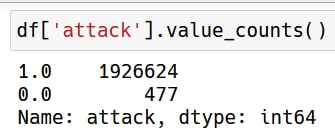 df['attack'].value_counts()
1.0    1926624
0.0        477
Name: attack, dtype: int64